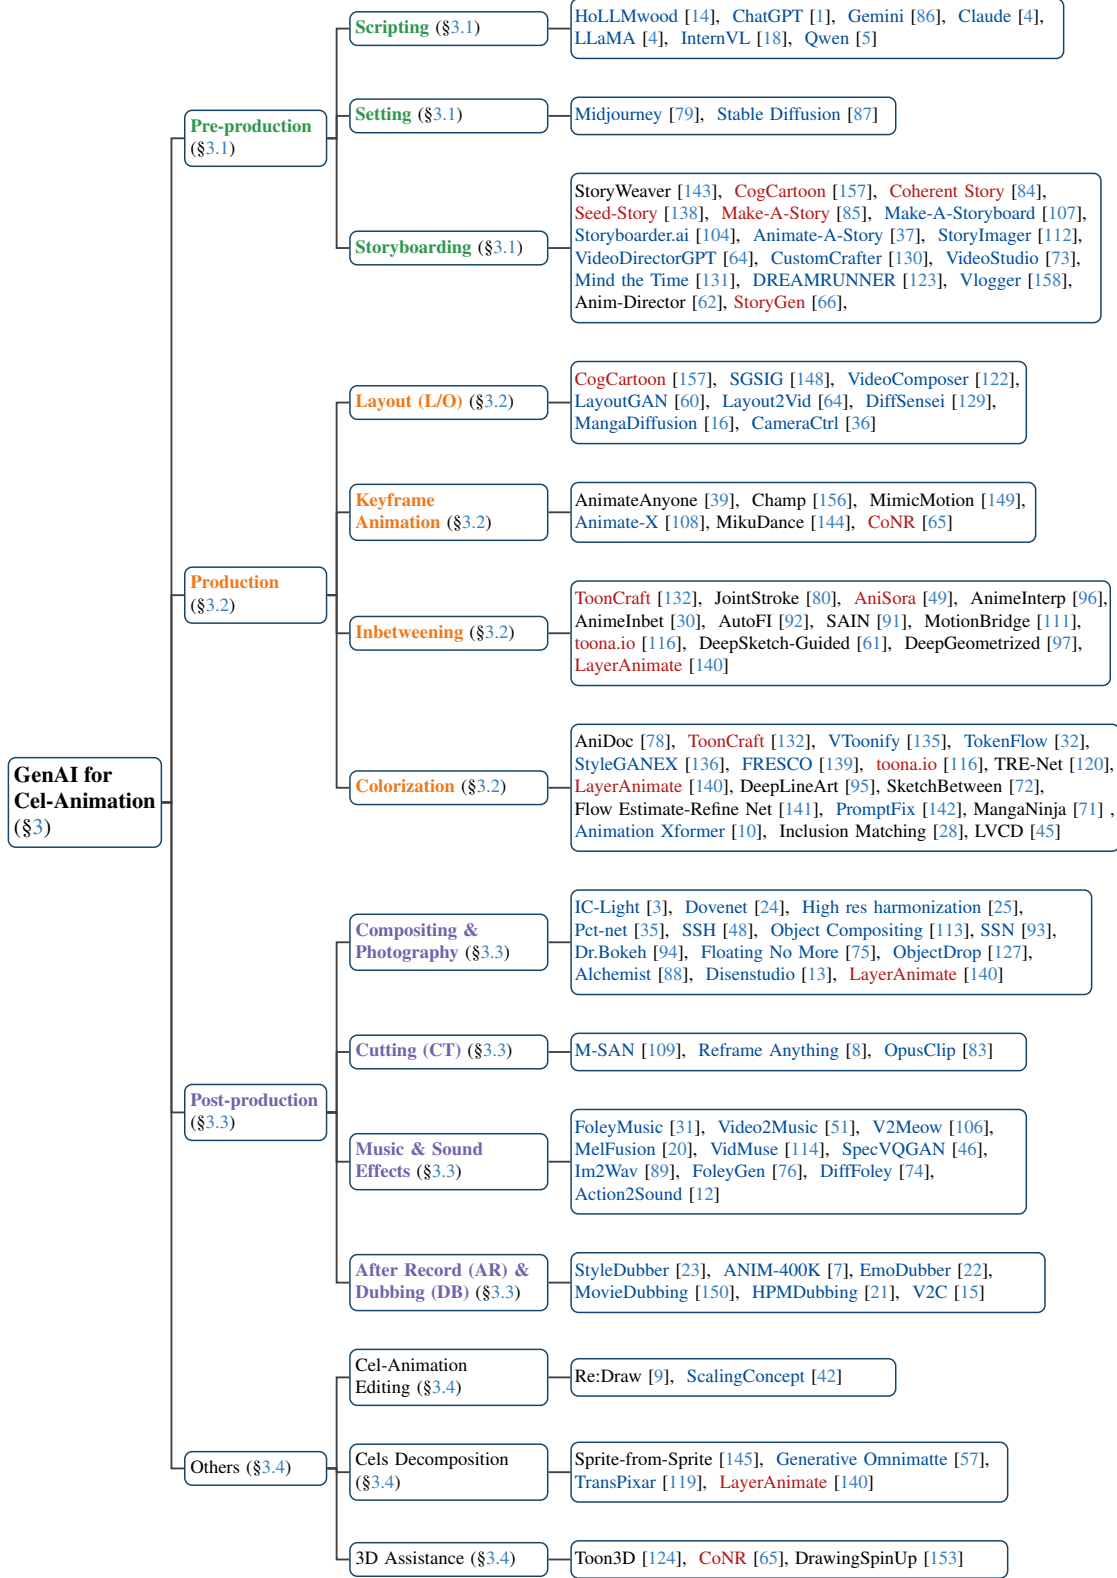 GenAI for
Cel-Animation
(§3)
Pre-production
(§3.1)
Scripting (§3.1)
HoLLMwood [14], ChatGPT [1], Gemini [86], Claude [4],
LLaMA [4], InternVL [18], Qwen [5]
Setting (§3.1)
Midjourney [79], Stable Diffusion [87]
Storyboarding (§3.1)
StoryWeaver [143], CogCartoon [157], Coherent Story [84],
Seed-Story [138], Make-A-Story [85], Make-A-Storyboard [107],
Storyboarder.ai [104], Animate-A-Story [37], StoryImager [112],
VideoDirectorGPT [64], CustomCrafter [130], VideoStudio [73],
Mind the Time [131], DREAMRUNNER [123], Vlogger [158],
Anim-Director [62], StoryGen [66],
Production
(§3.2)
Layout (L/O) (§3.2)
CogCartoon [157], SGSIG [148], VideoComposer [122],
LayoutGAN [60], Layout2Vid [64], DiffSensei [129],
MangaDiffusion [16], CameraCtrl [36]
Keyframe
Animation (§3.2)
AnimateAnyone [39], Champ [156], MimicMotion [149],
Animate-X [108], MikuDance [144], CoNR [65]
Inbetweening (§3.2)
ToonCraft [132], JointStroke [80], AniSora [49], AnimeInterp [96],
AnimeInbet [30], AutoFI [92], SAIN [91], MotionBridge [111],
toona.io [116], DeepSketch-Guided [61], DeepGeometrized [97],
LayerAnimate [140]
Colorization (§3.2)
AniDoc [78], ToonCraft [132], VToonify [135], TokenFlow [32],
StyleGANEX [136], FRESCO [139], toona.io [116], TRE-Net [120],
LayerAnimate [140], DeepLineArt [95], SketchBetween [72],
Flow Estimate-Refine Net [141], PromptFix [142], MangaNinja [71] ,
Animation Xformer [10], Inclusion Matching [28], LVCD [45]
Post-production
(§3.3)
Compositing &
Photography (§3.3)
IC-Light [3], Dovenet [24], High res harmonization [25],
Pct-net [35], SSH [48], Object Compositing [113], SSN [93],
Dr.Bokeh [94], Floating No More [75], ObjectDrop [127],
Alchemist [88], Disenstudio [13], LayerAnimate [140]
Cutting (CT) (§3.3)
M-SAN [109], Reframe Anything [8], OpusClip [83]
Music & Sound
Effects (§3.3)
FoleyMusic [31], Video2Music [51], V2Meow [106],
MelFusion [20], VidMuse [114], SpecVQGAN [46],
Im2Wav [89], FoleyGen [76], DiffFoley [74],
Action2Sound [12]
After Record (AR) &
Dubbing (DB) (§3.3)
StyleDubber [23], ANIM-400K [7], EmoDubber [22],
MovieDubbing [150], HPMDubbing [21], V2C [15]
Others (§3.4)
Cel-Animation
Editing (§3.4)
Re:Draw [9], ScalingConcept [42]
Cels Decomposition
(§3.4)
Sprite-from-Sprite [145], Generative Omnimatte [57],
TransPixar [119], LayerAnimate [140]
3D Assistance (§3.4)
Toon3D [124], CoNR [65], DrawingSpinUp [153]